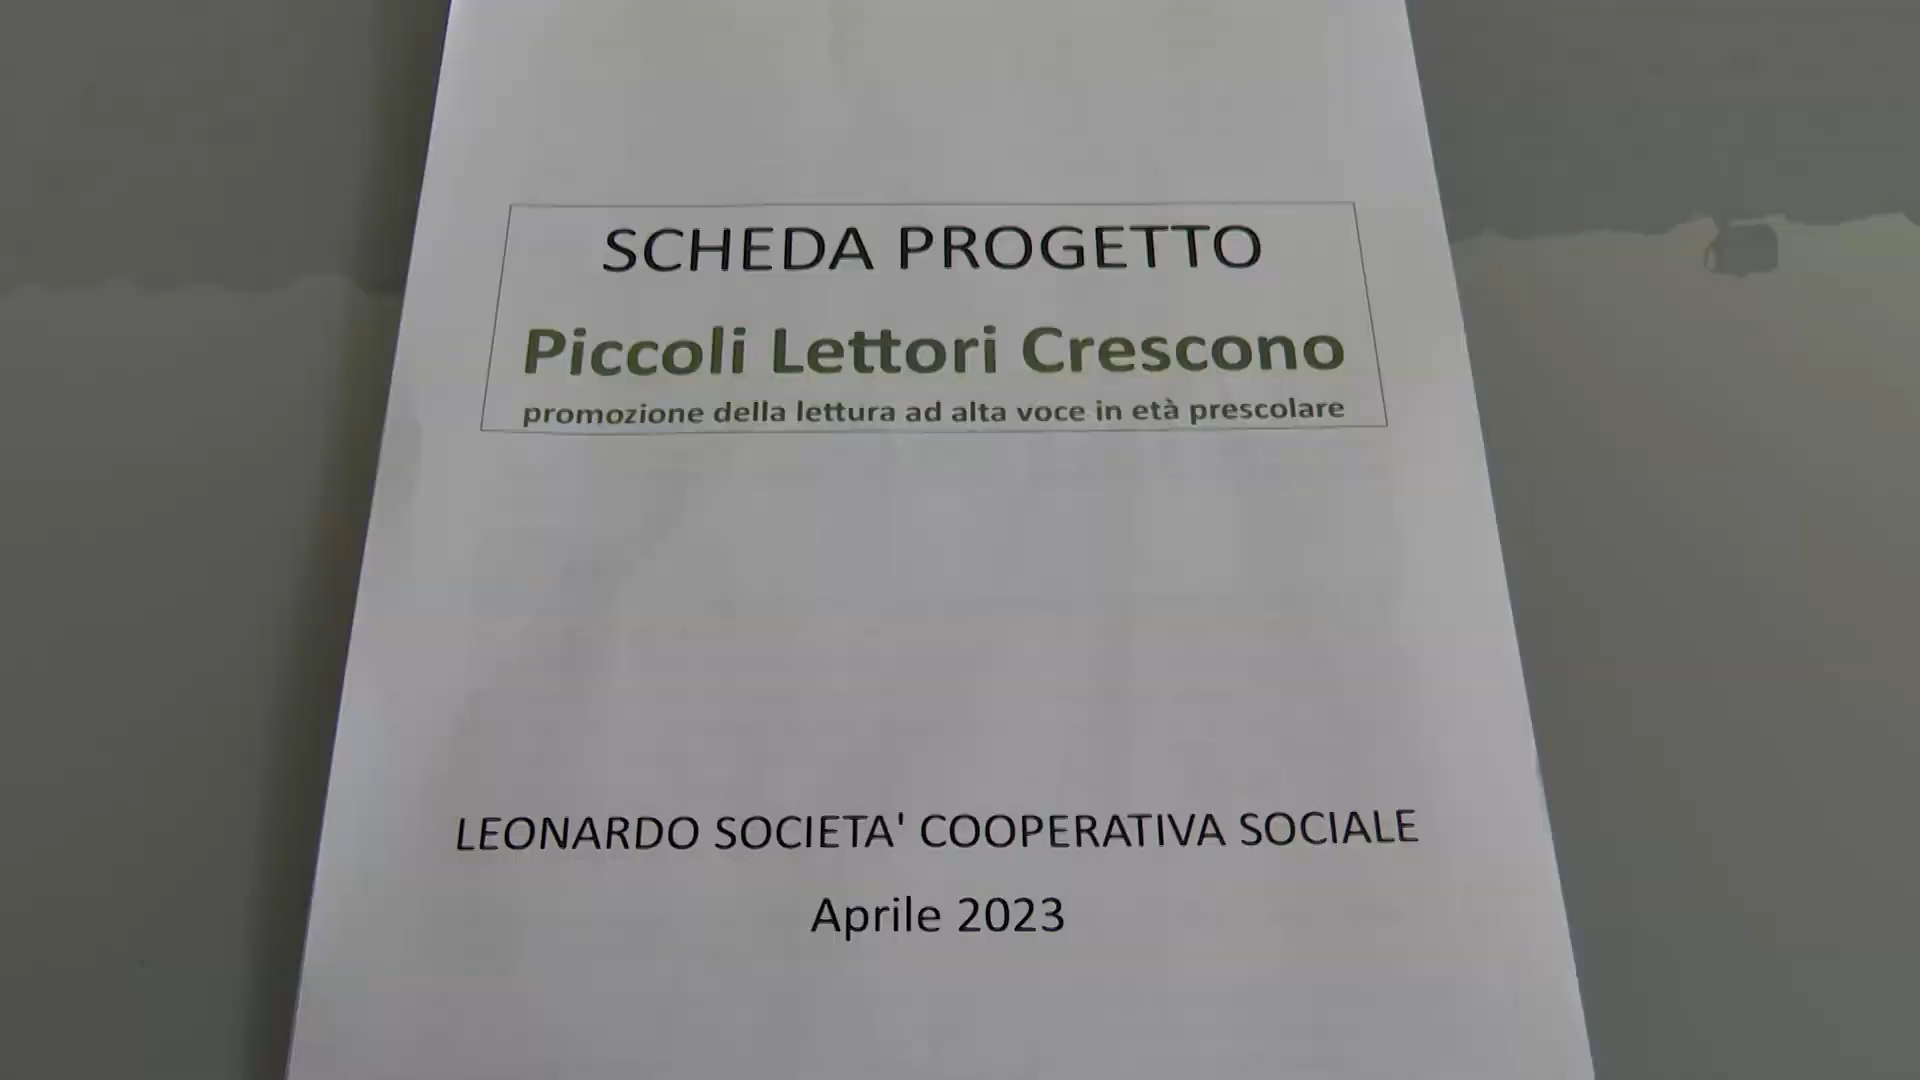 SCHEDA PROGETTO
Piccoli Lettori Crescono
promozione della lettura ad alta voce in età prescolare
LEONARDO SOCIETA' COOPERATIVA SOCIALE
Aprile 2023